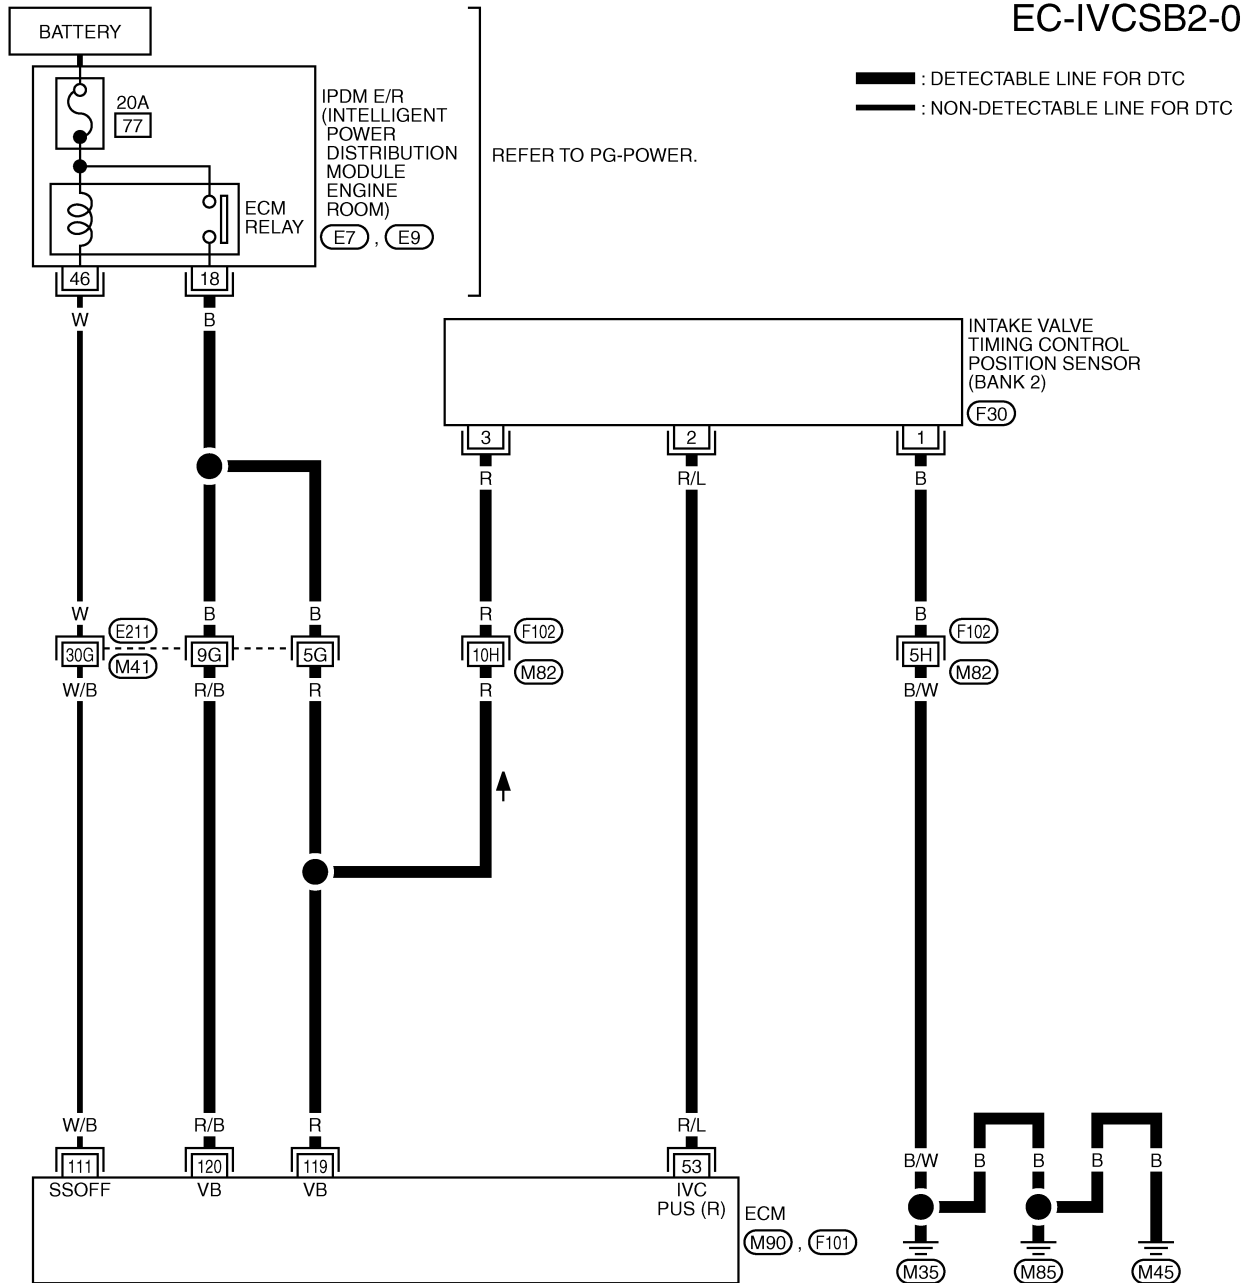 EC-IVCSB2-0
BATTERY
: DETECTABLE LINE FOR DTC
: NON-DETECTABLE LINE FOR DTC
20A
77
IPDM E/R
(INTELLIGENT
POWER
DISTRIBUTION
MODULE
ENGINE
ROOM)
E7 , E9
REFER TO PG-POWER.
ECM
RELAY
46 18
W B
INTAKE VALVE
TIMING CONTROL
POSITION SENSOR
(BANK 2)
F30
3 2 1
R R/L B
W B B R B
E211 F102 F102
30G 9G 5G 10H 5H
M41 M82 M82
W/B R/B R R B/W
W/B R/B R R/L
B/W B B B B
111 120 119 53
SSOFF VB VB IVC
PUS (R)
ECM
M90 , F101
M35 M85 M45